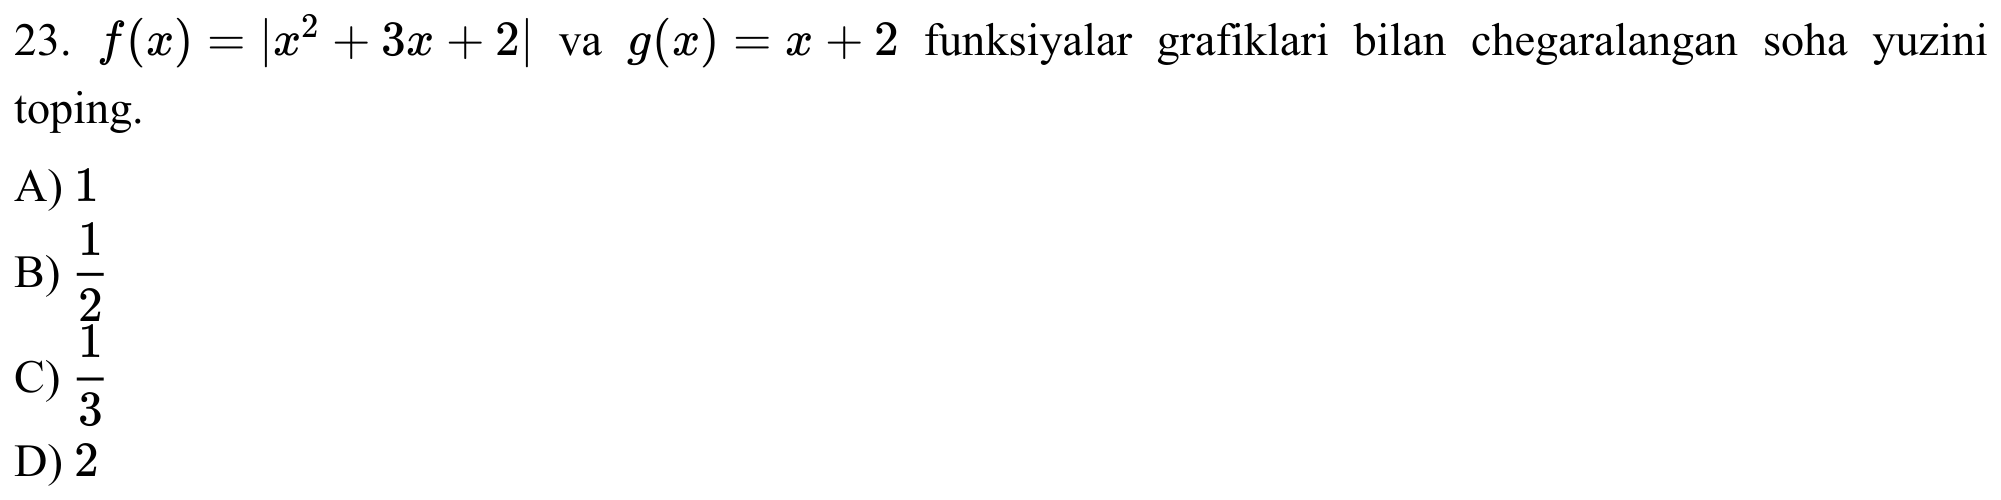 23. f(x) = |x² + 3x + 2| va g(x) = x + 2 funksiyalar grafiklari bilan chegaralangan soha yuzini
toping.
A) 1
B) 1/2
C) 1/3
D) 2